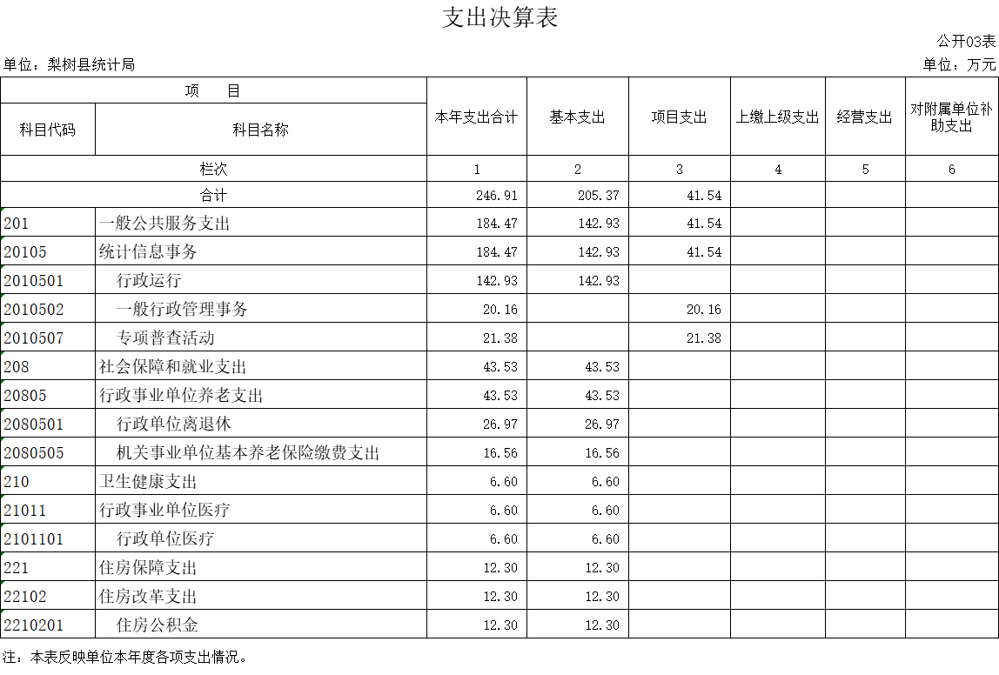 支出决算表
公开03表
单位：梨树县统计局 单位：万元
项 目 本年支出合计 基本支出 项目支出 上缴上级支出 经营支出 对附属单位补助支出
科目代码 科目名称
栏次 1 2 3 4 5 6
合计 246.91 205.37 41.54
201 一般公共服务支出 184.47 142.93 41.54
20105 统计信息事务 184.47 142.93 41.54
2010501 行政运行 142.93 142.93
2010502 一般行政管理事务 20.16 20.16
2010507 专项普查活动 21.38 21.38
208 社会保障和就业支出 43.53 43.53
20805 行政事业单位养老支出 43.53 43.53
2080501 行政单位离退休 26.97 26.97
2080505 机关事业单位基本养老保险缴费支出 16.56 16.56
210 卫生健康支出 6.60 6.60
21011 行政事业单位医疗 6.60 6.60
2101101 行政单位医疗 6.60 6.60
221 住房保障支出 12.30 12.30
22102 住房改革支出 12.30 12.30
2210201 住房公积金 12.30 12.30
注：本表反映单位本年度各项支出情况。